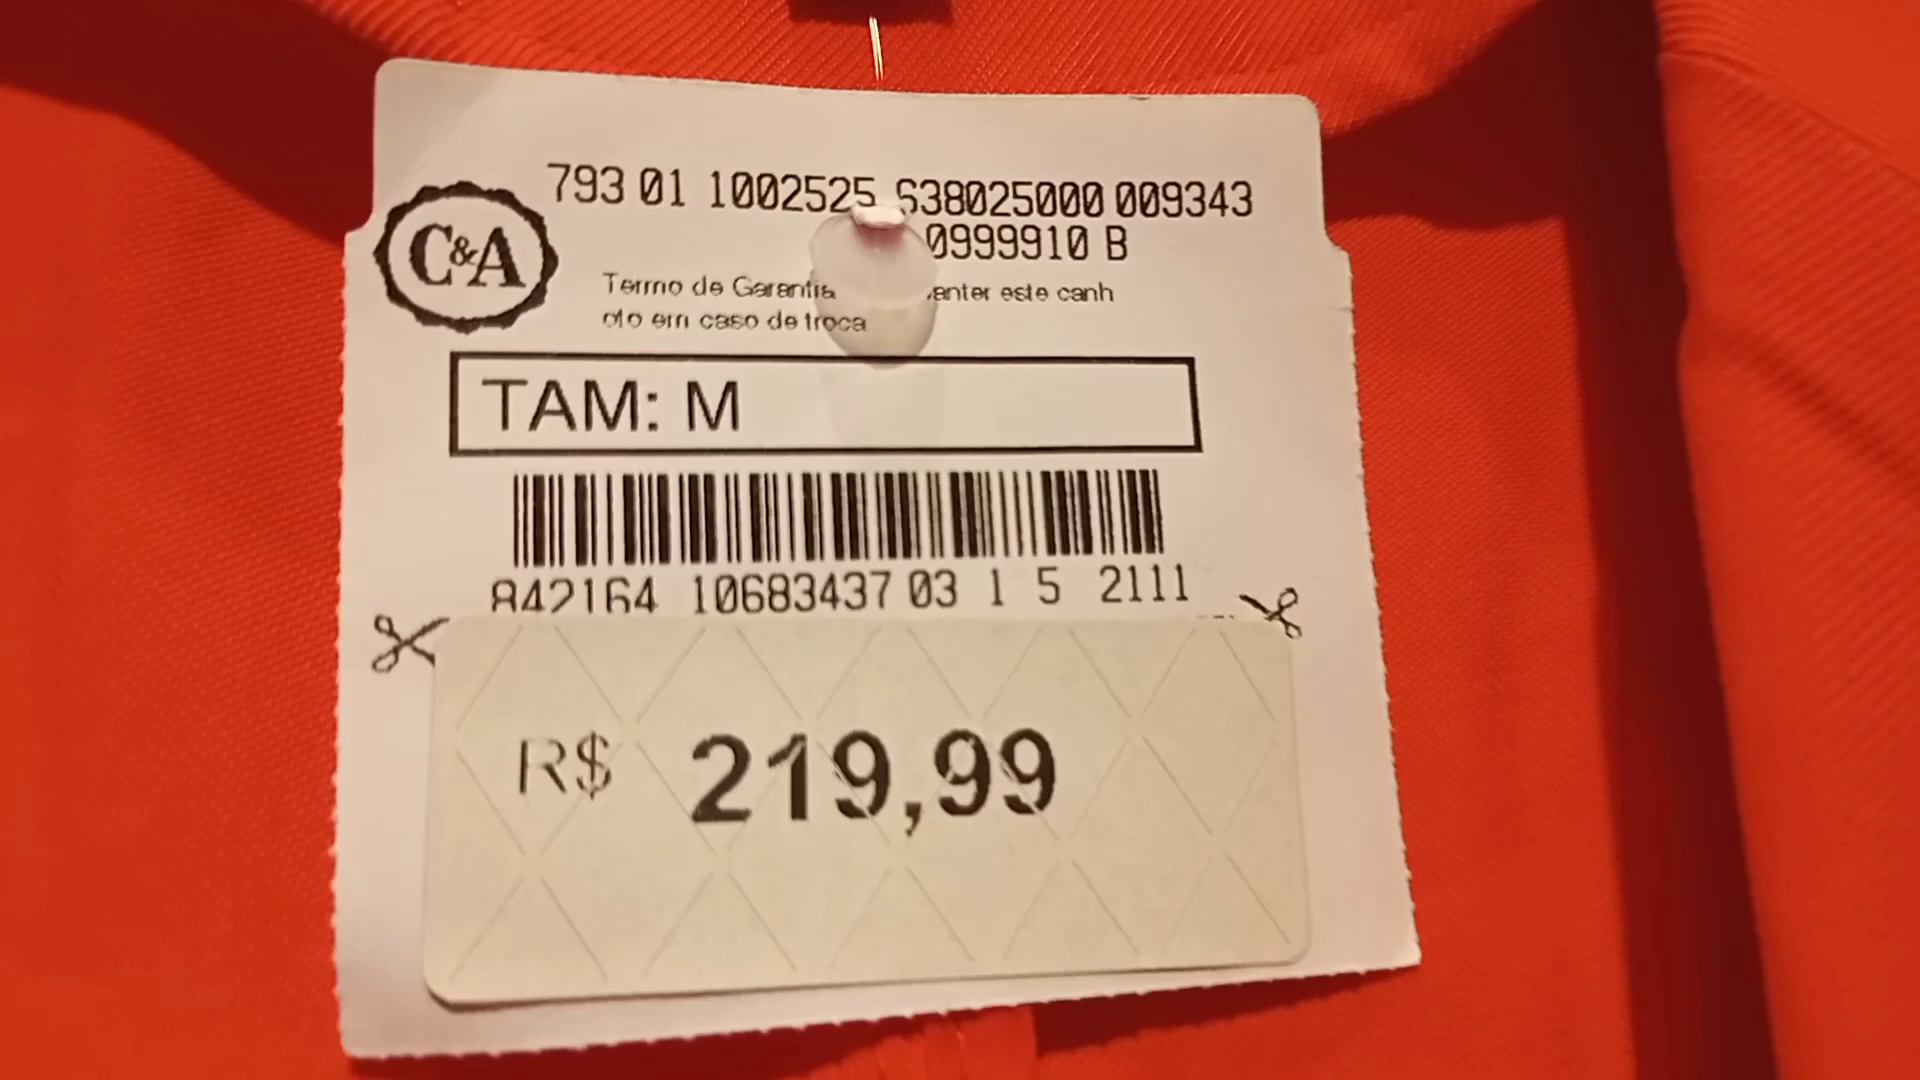 793 01 1002525 638025000 009343
0999910 B
C&A
Termo de Garantia anter este canh
oto em caso de troca
TAM: M
842164 10683437 03 1 5 2111
R$ 219,99